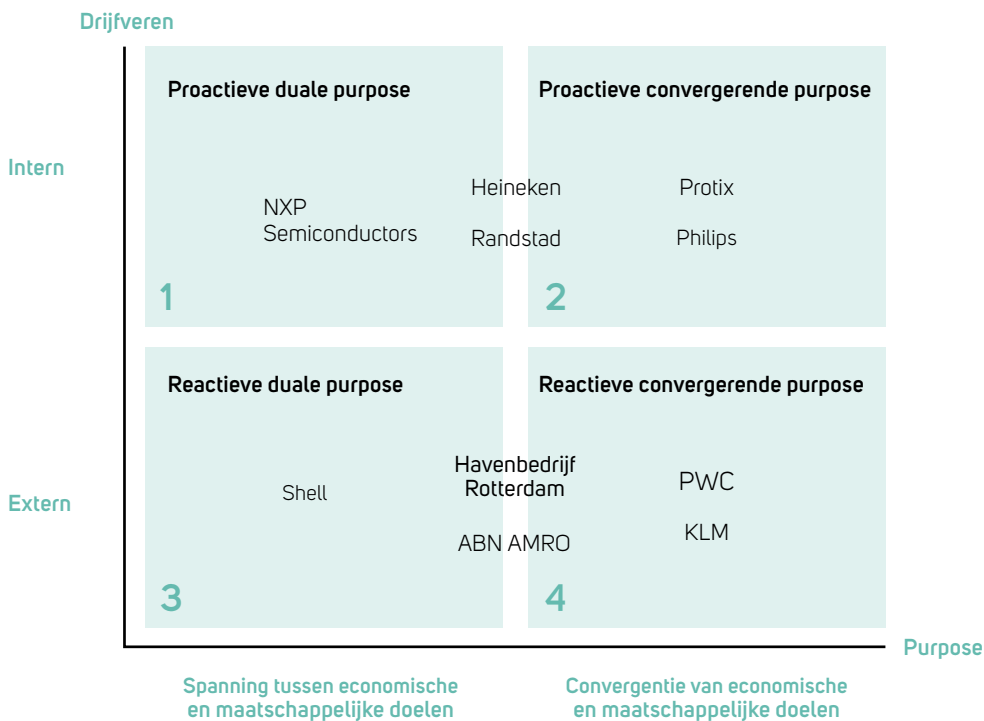 Drijfveren
Proactieve duale purpose
Proactieve convergerende purpose
Intern
NXP
Semiconductors
Heineken
Randstad
Protix
Philips
1
2
Reactieve duale purpose
Reactieve convergerende purpose
Extern
Shell
Havenbedrijf
Rotterdam
ABN AMRO
PWC
KLM
3
4
Purpose
Spanning tussen economische
en maatschappelijke doelen
Convergentie van economische
en maatschappelijke doelen